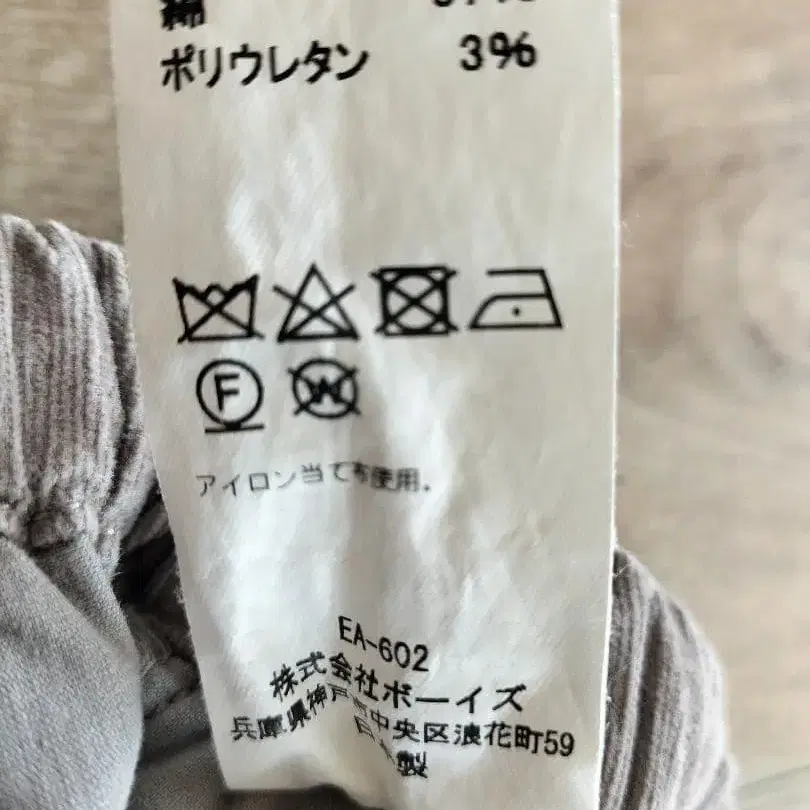 綿
ポリウレタン 3%
F W
アイロン当て布使用.
EA-602
株式会社ボーイズ
兵庫県神戸市中央区浪花町59
日本製